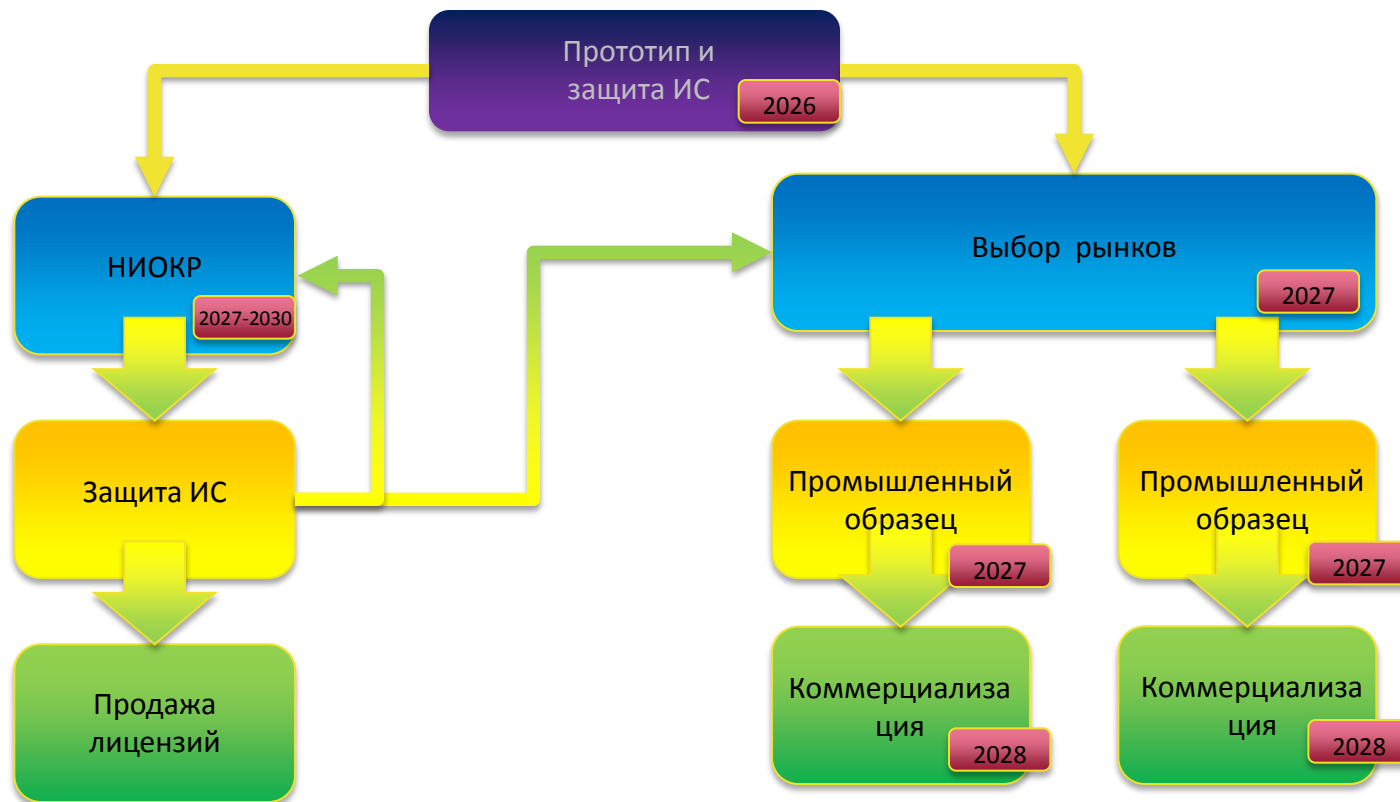 Прототип и
защита ИС
2026
НИОКР
2027-2030
Выбор рынков
2027
Защита ИС
Промышленный
образец
2027
Промышленный
образец
2027
Продажа
лицензий
Коммерциализа
ция
2028
Коммерциализа
ция
2028